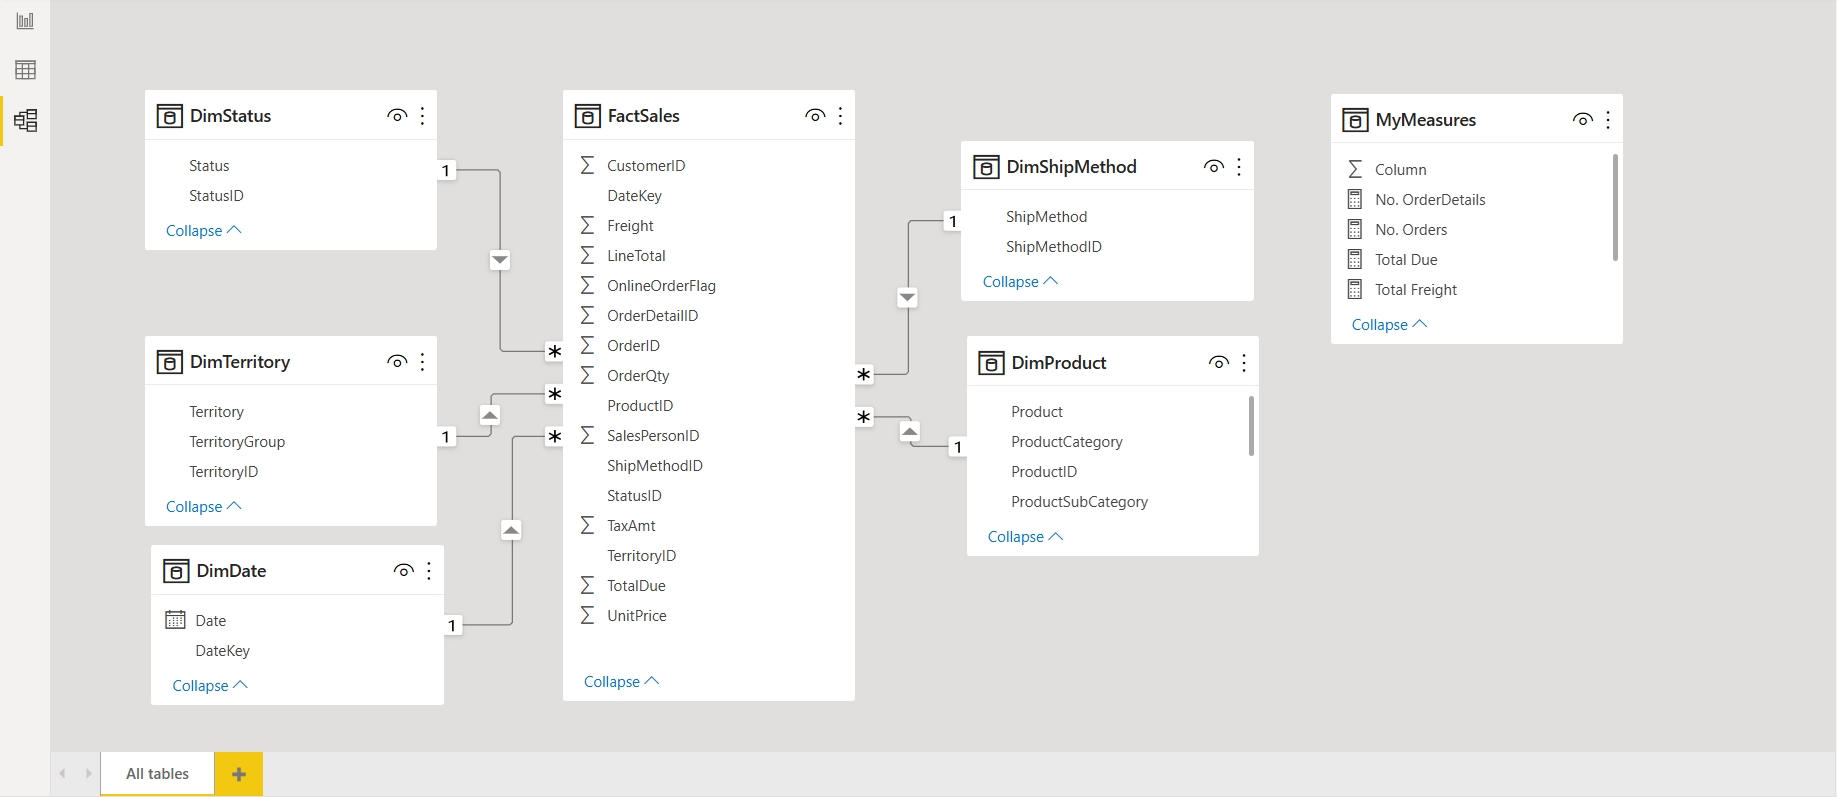 DimStatus
Status
StatusID
Collapse
DimTerritory
Territory
TerritoryGroup
TerritoryID
Collapse
DimDate
Date
DateKey
Collapse
1
1
1
*
*
*
FactSales
CustomerID
DateKey
Freight
LineTotal
OnlineOrderFlag
OrderDetailID
OrderID
OrderQty
ProductID
SalesPersonID
ShipMethodID
StatusID
TaxAmt
TerritoryID
TotalDue
UnitPrice
Collapse
*
*
1
1
DimShipMethod
ShipMethod
ShipMethodID
Collapse
DimProduct
Product
ProductCategory
ProductID
ProductSubCategory
Collapse
MyMeasures
Column
No. OrderDetails
No. Orders
Total Due
Total Freight
Collapse
All tables